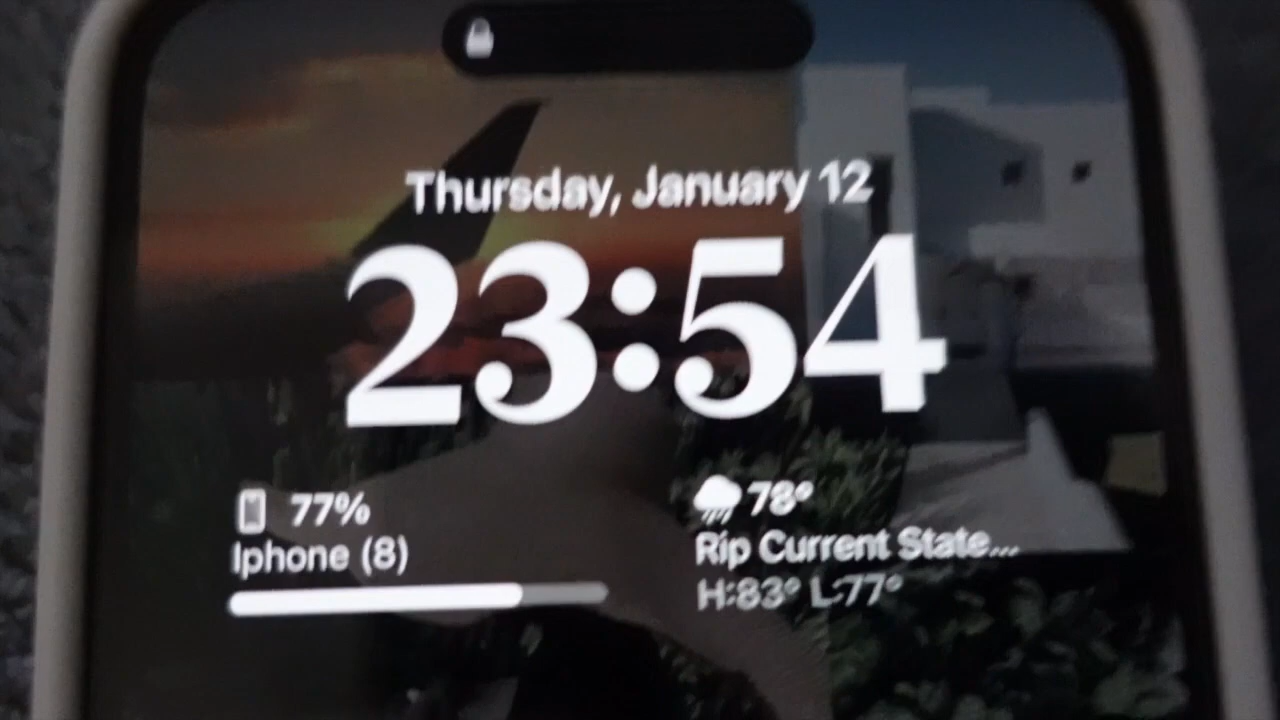 Thursday, January 12
23:54
77%
Iphone (8)
78°
Rip Current State...
H:83° L:77°